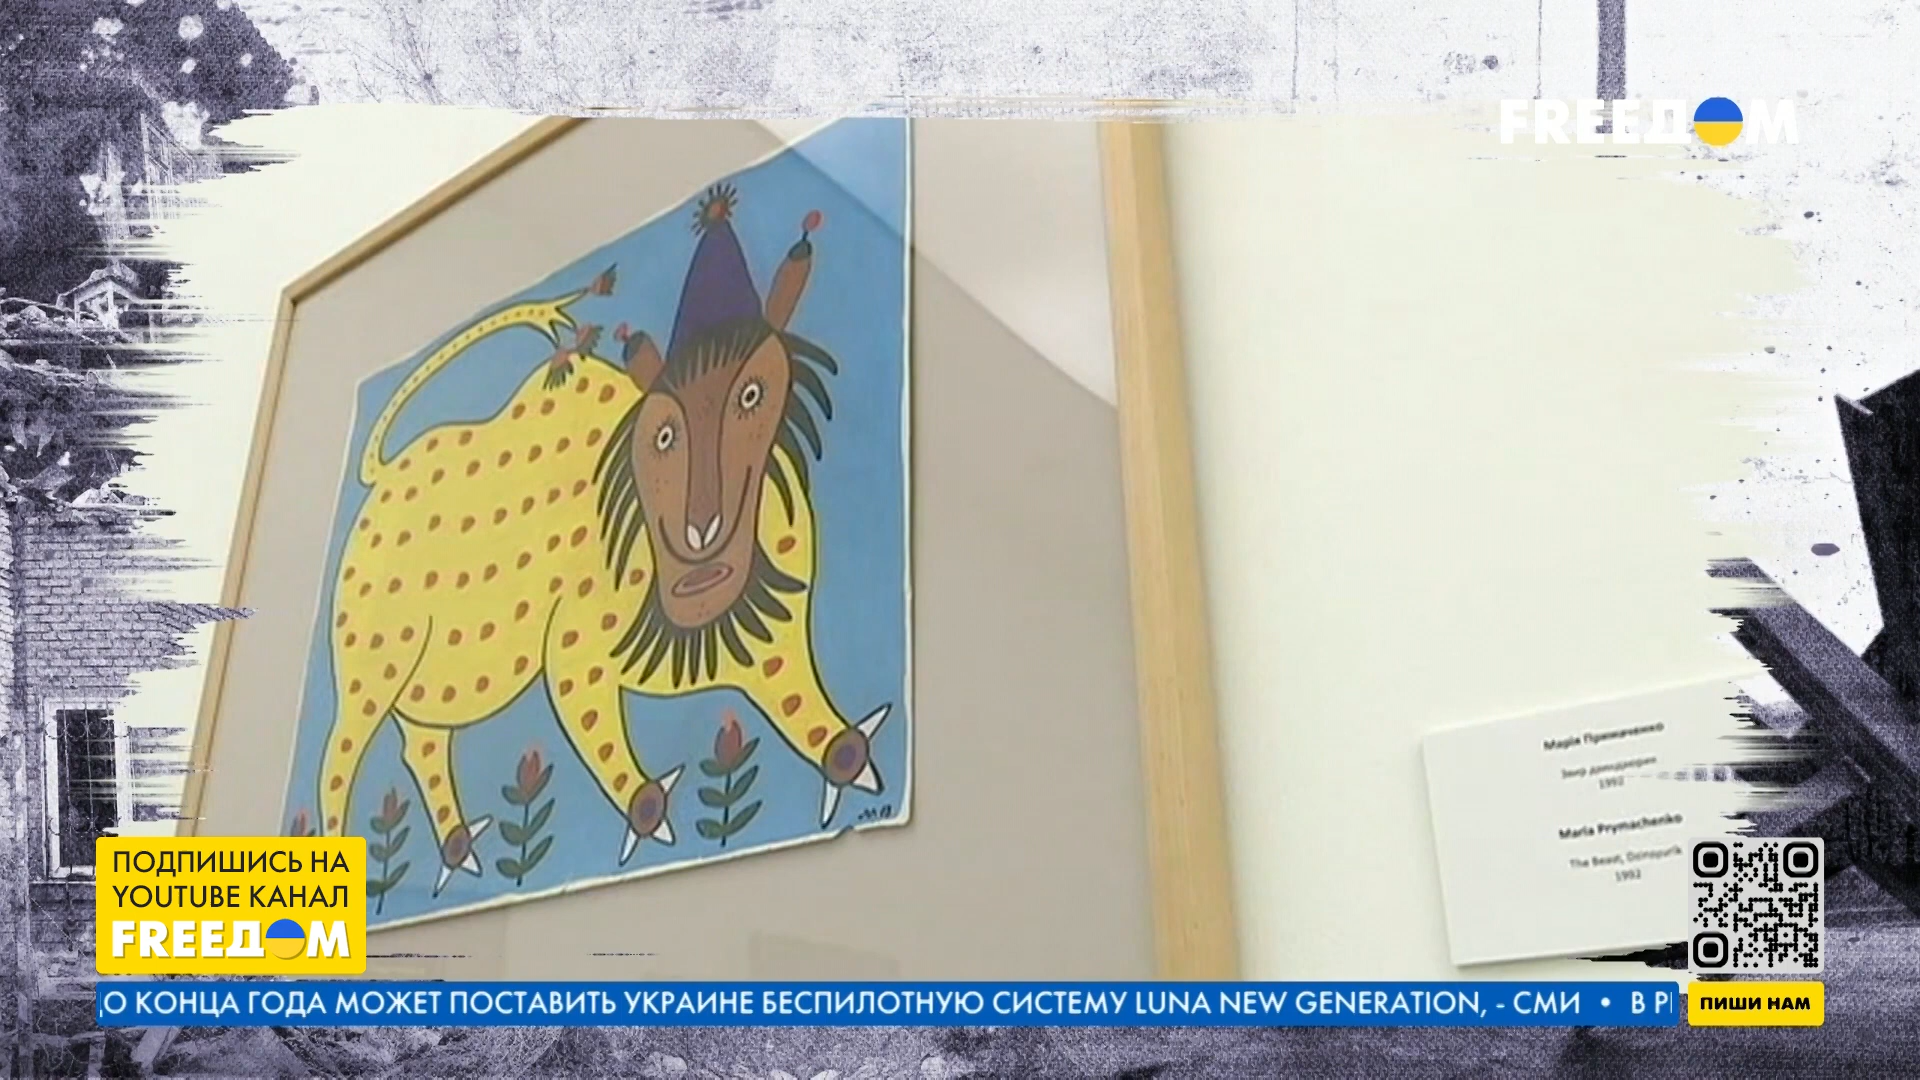 FREEДOM
Марія Примаченко
1992
Maria Prymachenko
The Beast,
1992
ПОДПИШИСЬ НА
YOUTUBE КАНАЛ
FREEДOM
О КОНЦА ГОДА МОЖЕТ ПОСТАВИТЬ УКРАИНЕ БЕСПИЛОТНУЮ СИСТЕМУ LUNA NEW GENERATION, - СМИ • В
ПИШИ НАМ